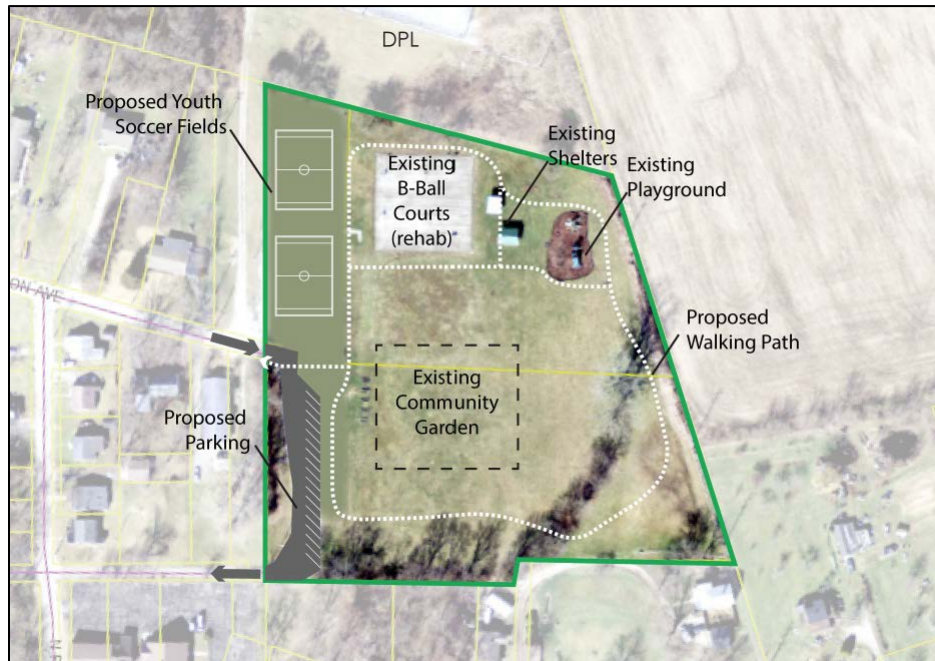 DPL
Proposed Youth
Soccer Fields
Existing
Shelters
Existing
B-Ball
Courts
(rehab)
Existing
Playground
ON AVE
Proposed
Walking Path
Existing
Community
Garden
Proposed
Parking